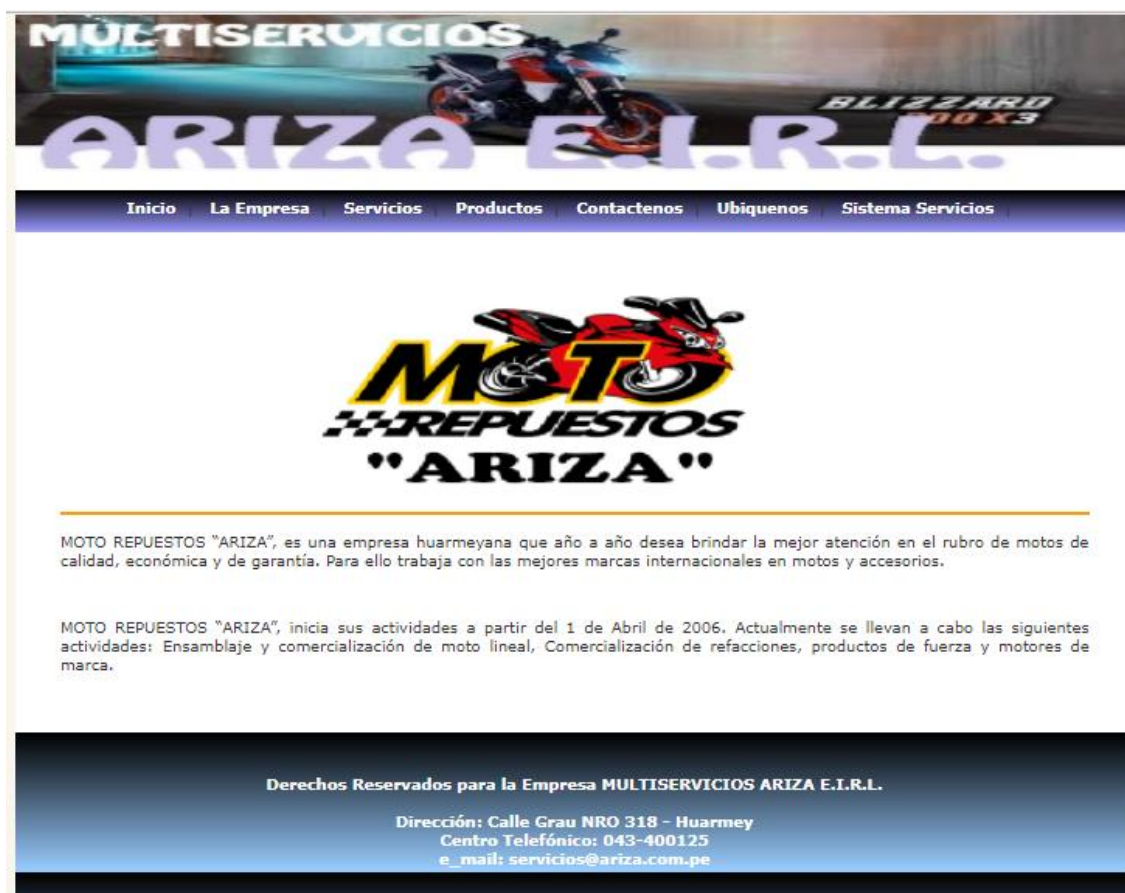 MULTISERVICIOS
BLIZZARD
ARIZA E.I.R.L.
Inicio La Empresa Servicios Productos Contactenos Ubiquenos Sistema Servicios
MOTO
REPUESTOS
"ARIZA"
MOTO REPUESTOS “ARIZA”, es una empresa huarmeyana que año a año desea brindar la mejor atención en el rubro de motos de
calidad, económica y de garantía. Para ello trabaja con las mejores marcas internacionales en motos y accesorios.
MOTO REPUESTOS “ARIZA”, inicia sus actividades a partir del 1 de Abril de 2006. Actualmente se llevan a cabo las siguientes
actividades: Ensamblaje y comercialización de moto lineal, Comercialización de refacciones, productos de fuerza y motores de
marca.
Derechos Reservados para la Empresa MULTISERVICIOS ARIZA E.I.R.L.
Dirección: Calle Grau NRO 318 - Huarmey
Centro Telefónico: 043-400125
e_mail: servicios@ariza.com.pe